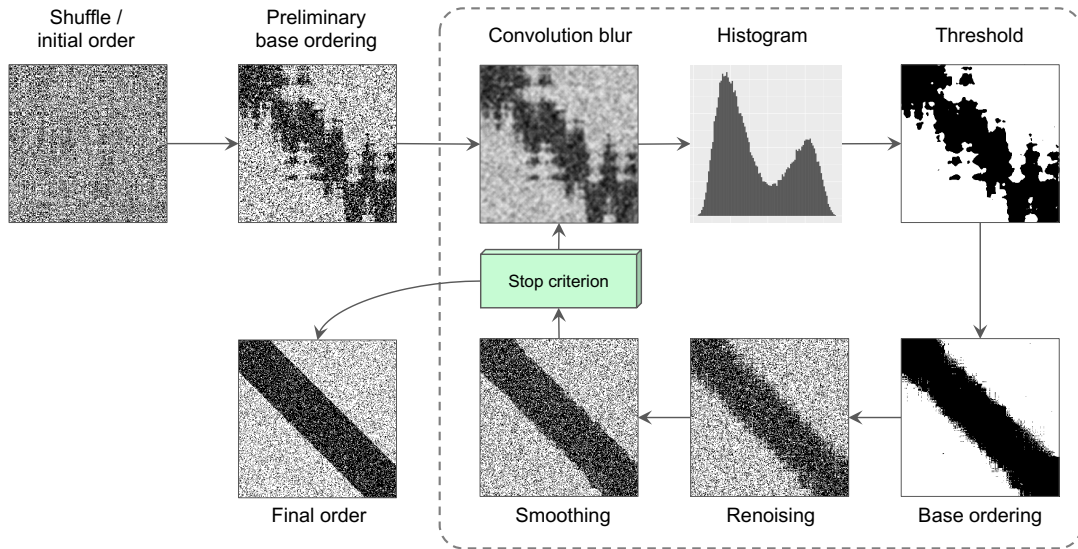 Shuffle /
initial order
Preliminary
base ordering
Convolution blur
Histogram
Threshold
Stop criterion
Final order
Smoothing
Renoising
Base ordering